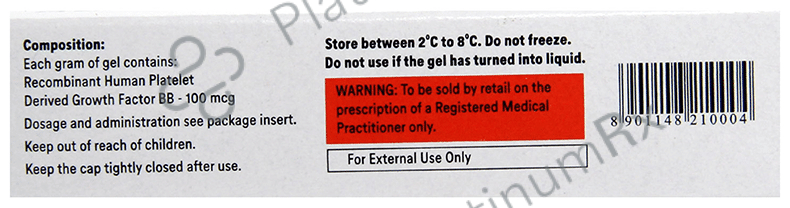 Composition:
Each gram of gel contains:
Recombinant Human Platelet
Derived Growth Factor BB - 100 mcg
Dosage and administration see package insert.
Keep out of reach of children.
Keep the cap tightly closed after use.
Store between 2°C to 8°C. Do not freeze.
Do not use if the gel has turned into liquid.
WARNING: To be sold by retail on the
prescription of a Registered Medical
Practitioner only.
For External Use Only
8 901148 210004